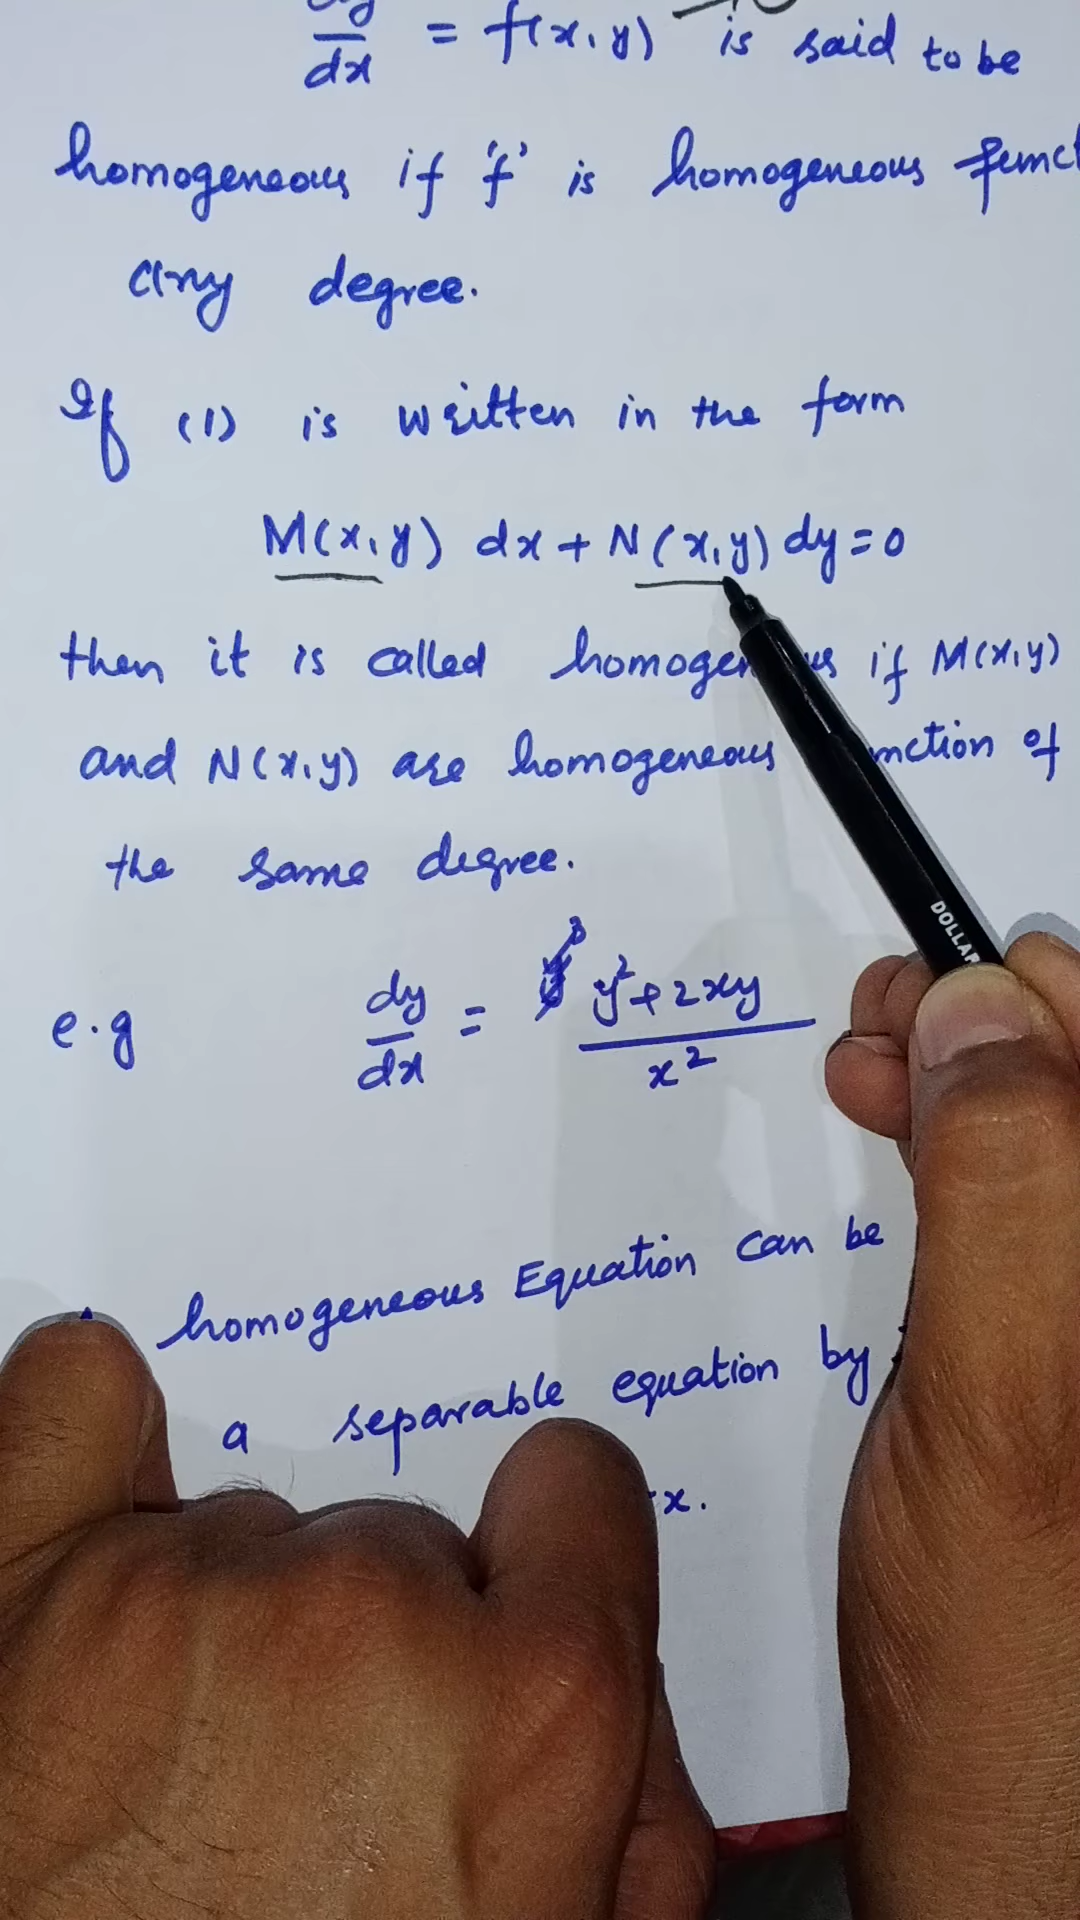 dy/dx = f(x,y) is said to be
homogeneous if 'f' is homogeneous funct
any degree.
If (1) is written in the form
M(x,y) dx + N(x,y) dy = 0
then it is called if M(x,y)
and N(x,y) are homogeneous of
the same degree.
e.g dy/dx = y²+2xy / x²
homogeneous Equation can be
a separable equation by
x.
DOLLAR